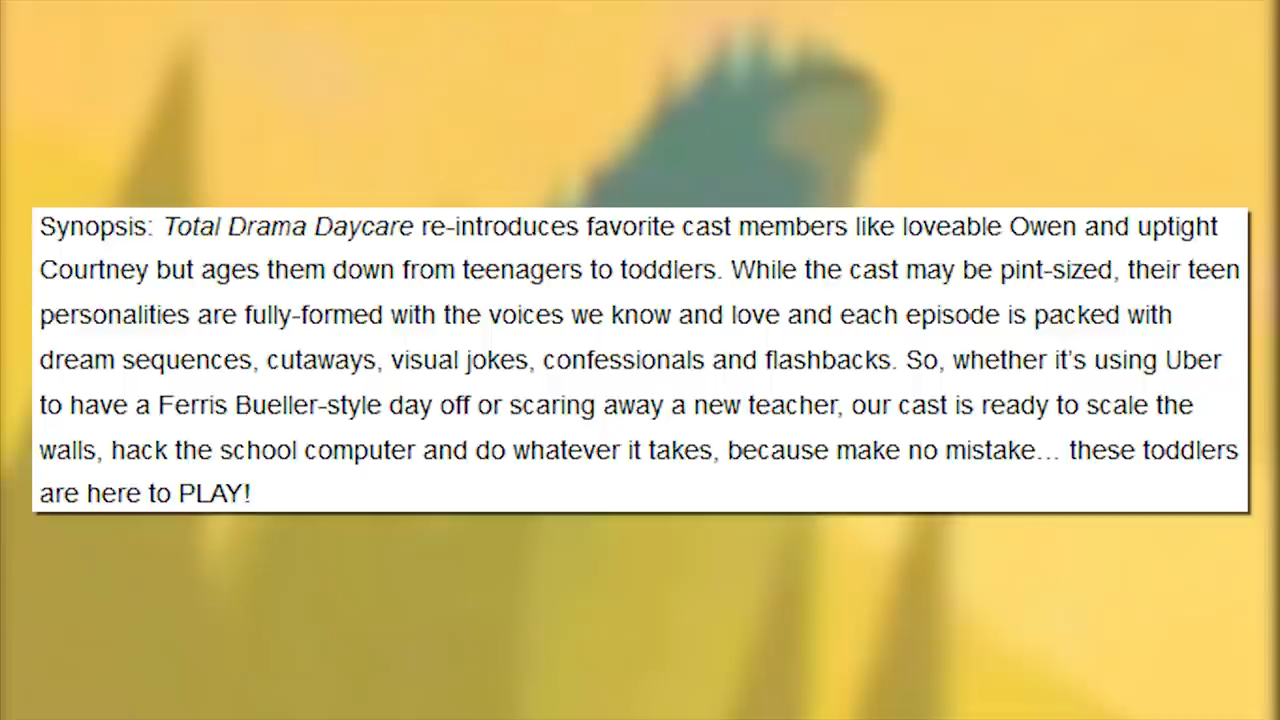 Synopsis: Total Drama Daycare re-introduces favorite cast members like loveable Owen and uptight
Courtney but ages them down from teenagers to toddlers. While the cast may be pint-sized, their teen
personalities are fully-formed with the voices we know and love and each episode is packed with
dream sequences, cutaways, visual jokes, confessionals and flashbacks. So, whether it's using Uber
to have a Ferris Bueller-style day off or scaring away a new teacher, our cast is ready to scale the
walls, hack the school computer and do whatever it takes, because make no mistake… these toddlers
are here to PLAY!